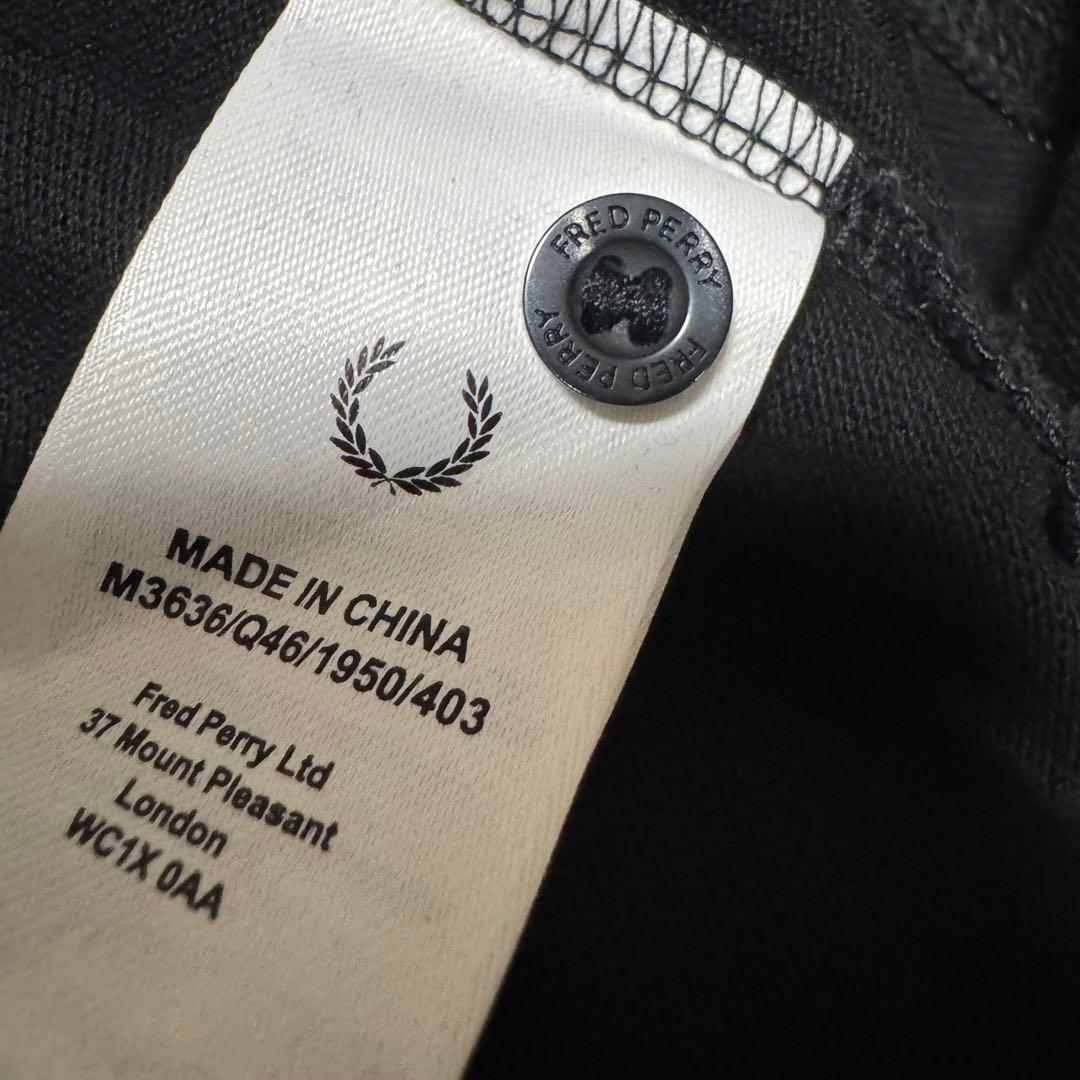 FRED PERRY
FRED PERRY
MADE IN CHINA
M3636/Q46/1950/403
Fred Perry Ltd
37 Mount Pleasant
London
WC1X 0AA